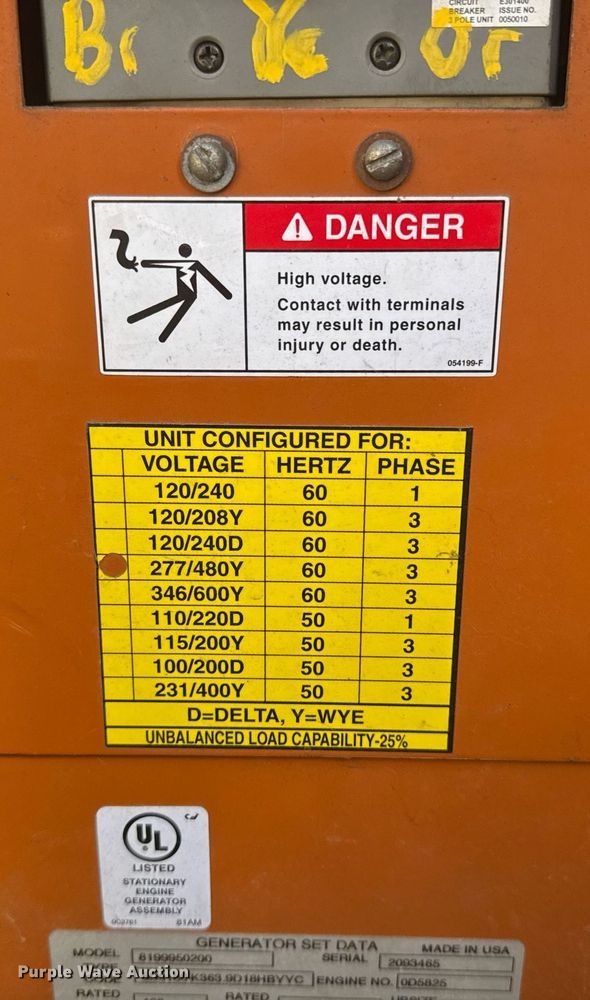 CIRCUIT E301400
BREAKER ISSUE NO.
3 POLE UNIT 0050010
Br Ye Or
DANGER
High voltage.
Contact with terminals
may result in personal
injury or death.
054199-F
UNIT CONFIGURED FOR:
VOLTAGE HERTZ PHASE
120/240 60 1
120/208Y 60 3
120/240D 60 3
277/480Y 60 3
346/600Y 60 3
110/220D 50 1
115/200Y 50 3
100/200D 50 3
231/400Y 50 3
D=DELTA, Y=WYE
UNBALANCED LOAD CAPABILITY-25%
UL
LISTED
STATIONARY
ENGINE
GENERATOR
ASSEMBLY
81AM
GENERATOR SET DATA MADE IN USA
MODEL 8199950200 SERIAL 2093465
ENGINE NO. 0D5825
RATED RATED
Purple Wave Auction